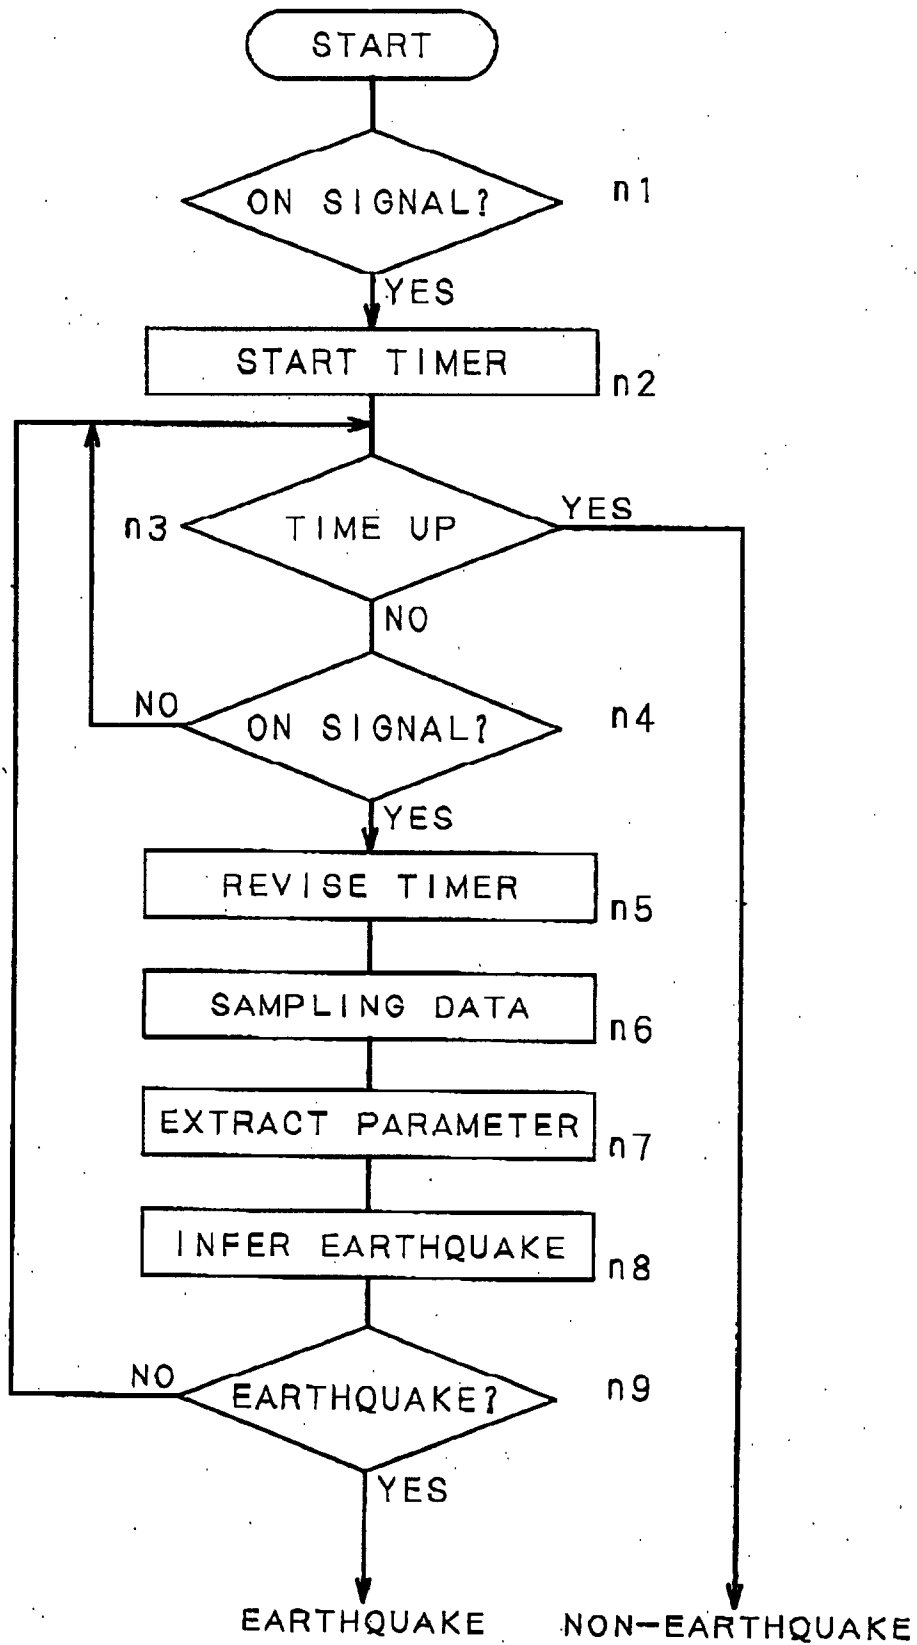 START
ON SIGNAL?
n1
YES
START TIMER
n2
n3
TIME UP
YES
NO
NO
ON SIGNAL?
n4
YES
REVISE TIMER
n5
SAMPLING DATA
n6
EXTRACT PARAMETER
n7
INFER EARTHQUAKE
n8
NO
EARTHQUAKE?
n9
YES
EARTHQUAKE
NON-EARTHQUAKE